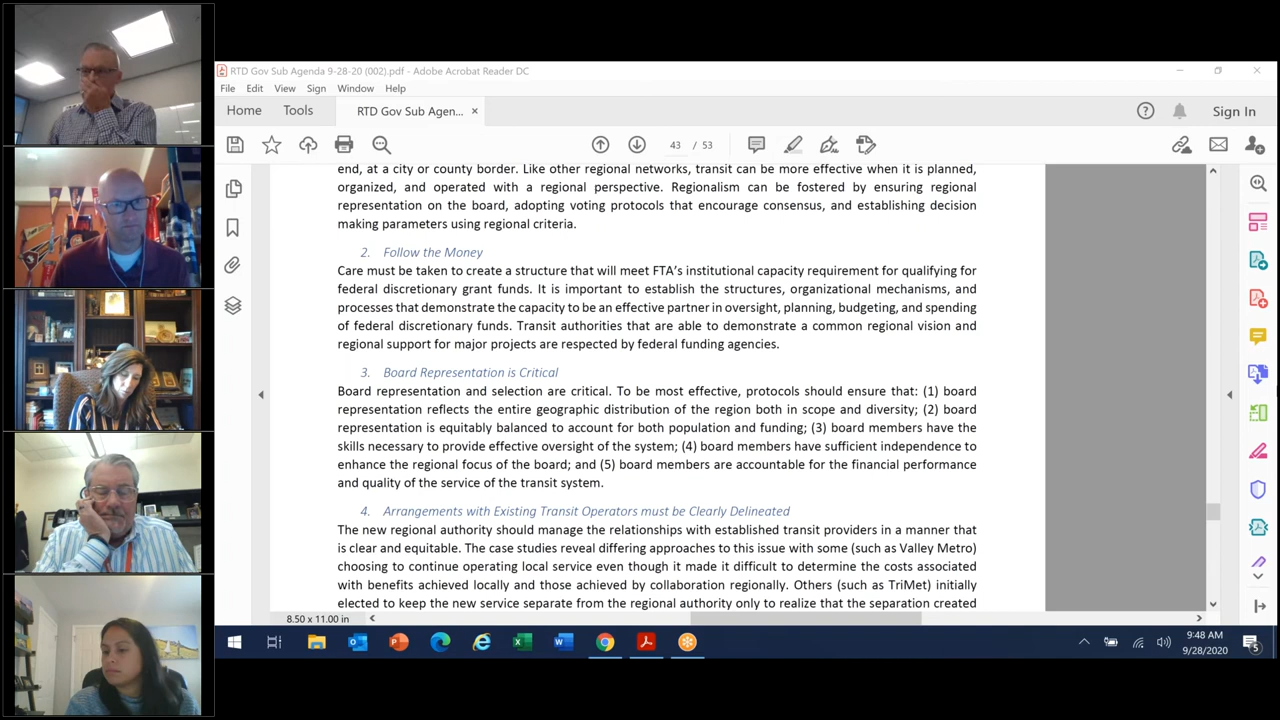 RTD Gov Sub Agenda 9-28-20 (002).pdf - Adobe Acrobat Reader DC
File Edit View Sign Window Help
Home Tools RTD Gov Sub Agen... × Sign In
43 / 53
end, at a city or county border. Like other regional networks, transit can be more effective when it is planned,
organized, and operated with a regional perspective. Regionalism can be fostered by ensuring regional
representation on the board, adopting voting protocols that encourage consensus, and establishing decision
making parameters using regional criteria.
2. Follow the Money
Care must be taken to create a structure that will meet FTA's institutional capacity requirement for qualifying for
federal discretionary grant funds. It is important to establish the structures, organizational mechanisms, and
processes that demonstrate the capacity to be an effective partner in oversight, planning, budgeting, and spending
of federal discretionary funds. Transit authorities that are able to demonstrate a common regional vision and
regional support for major projects are respected by federal funding agencies.
3. Board Representation is Critical
Board representation and selection are critical. To be most effective, protocols should ensure that: (1) board
representation reflects the entire geographic distribution of the region both in scope and diversity; (2) board
representation is equitably balanced to account for both population and funding; (3) board members have the
skills necessary to provide effective oversight of the system; (4) board members have sufficient independence to
enhance the regional focus of the board; and (5) board members are accountable for the financial performance
and quality of the service of the transit system.
4. Arrangements with Existing Transit Operators must be Clearly Delineated
The new regional authority should manage the relationships with established transit providers in a manner that
is clear and equitable. The case studies reveal differing approaches to this issue with some (such as Valley Metro)
choosing to continue operating local service even though it made it difficult to determine the costs associated
with benefits achieved locally and those achieved by collaboration regionally. Others (such as TriMet) initially
elected to keep the new service separate from the regional authority only to realize that the separation created
8.50 x 11.00 in
9:48 AM
9/28/2020
5